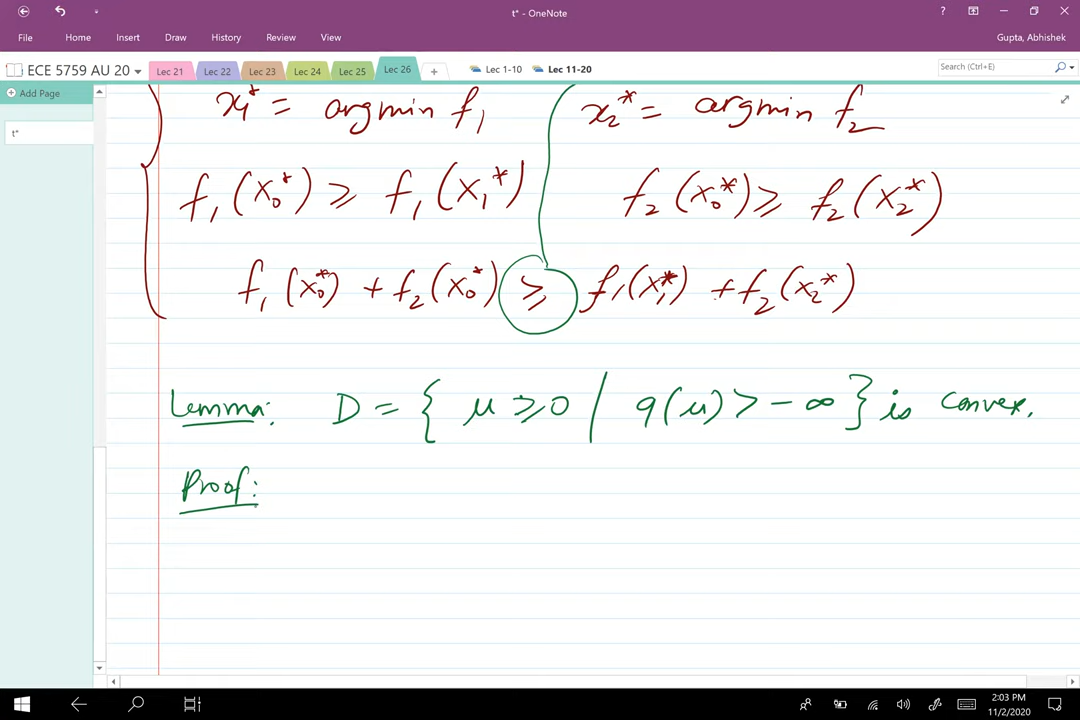 t* - OneNote
?
File Home Insert Draw History Review View
Gupta, Abhishek
ECE 5759 AU 20 Lec 21 Lec 22 Lec 23 Lec 24 Lec 25 Lec 26 + Lec 1-10 Lec 11-20
Search (Ctrl+E)
Add Page
t*
x₁* = argmin f₁ x₂* = argmin f₂
f₁(x₀*) ⩾ f₁(x₁*) f₂(x₀*) ⩾ f₂(x₂*)
f₁(x₀*) + f₂(x₀*) ⩾ f₁(x₁*) + f₂(x₂*)
Lemma: D = { μ ⩾ 0 / q(μ) > - ∞ } is convex.
Proof:
2:03 PM
11/2/2020